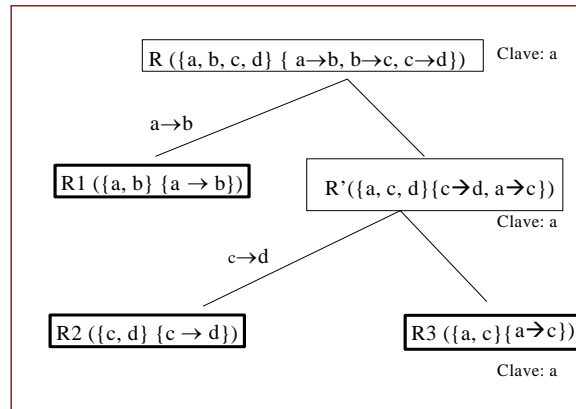 R ({a, b, c, d} { a→b, b→c, c→d}) Clave: a
a→b
R1 ({a, b} {a → b})
R’({a, c, d}{c→d, a→c})
Clave: a
c→d
R2 ({c, d} {c → d})
R3 ({a, c}{a→c})
Clave: a